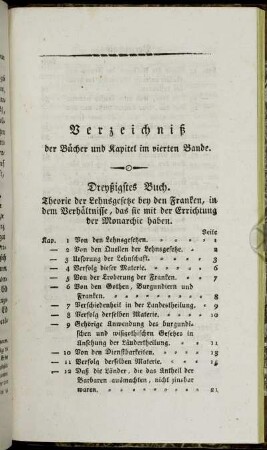 Verzeichniß
der Bücher und Kapitel im vierten Bande.
Dreyßigstes Buch.
Theorie der Lehnsgesetze bey den Franken, in
dem Verhältnisse, das sie mit der Errichtung
der Monarchie haben.
Seite
Kap. 1 Von den Lehnsgesetzen. 1
— 2 Von den Quellen der Lehnsgesetze. 2
— 3 Ursprung der Lehnschaft. 3
— 4 Verfolg dieser Materie. 5
— 5 Von der Eroberung der Franken. 7
— 6 Von den Gothen, Burgundiern und
Franken. 8
— 7 Verschiedenheit in der Landestheilung. 9
— 8 Verfolg derselben Materie. 10
— 9 Gehörige Anwendung des burgundi-
schen und wisigothischen Gesetzes in
Ansehung der Ländertheilung. 11
— 10 Von den Dienstbarkeiten. 12
— 11 Verfolg derselben Materie. 13
— 12 Daß die Länder, die das Antheil der
Barbaren ausmachten, nicht zinsbar
waren. 21